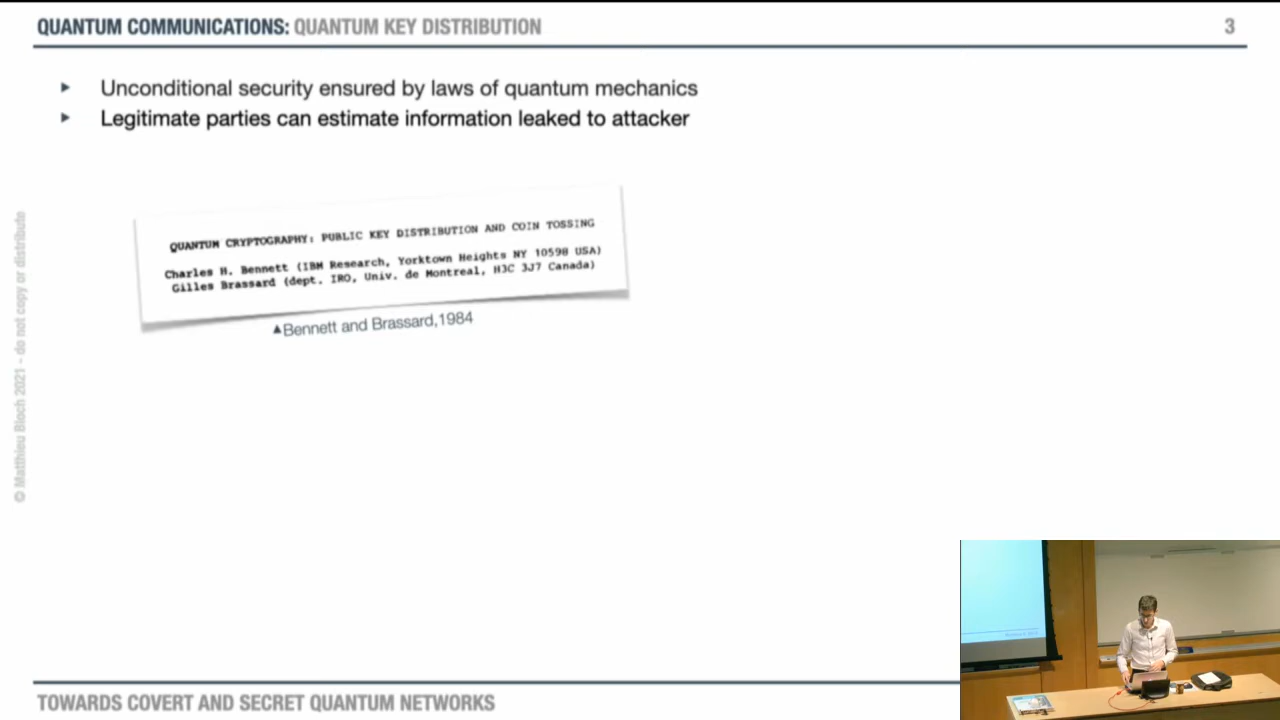 QUANTUM COMMUNICATIONS: QUANTUM KEY DISTRIBUTION 3
▸ Unconditional security ensured by laws of quantum mechanics
▸ Legitimate parties can estimate information leaked to attacker
QUANTUM CRYPTOGRAPHY: PUBLIC KEY DISTRIBUTION AND COIN TOSSING
Charles H. Bennett (IBM Research, Yorktown Heights NY 10598 USA)
Gilles Brassard (dept. IRO, Univ. de Montreal, H3C 3J7 Canada)
▲Bennett and Brassard,1984
© Matthieu Bloch 2021 - do not copy or distribute
TOWARDS COVERT AND SECRET QUANTUM NETWORKS